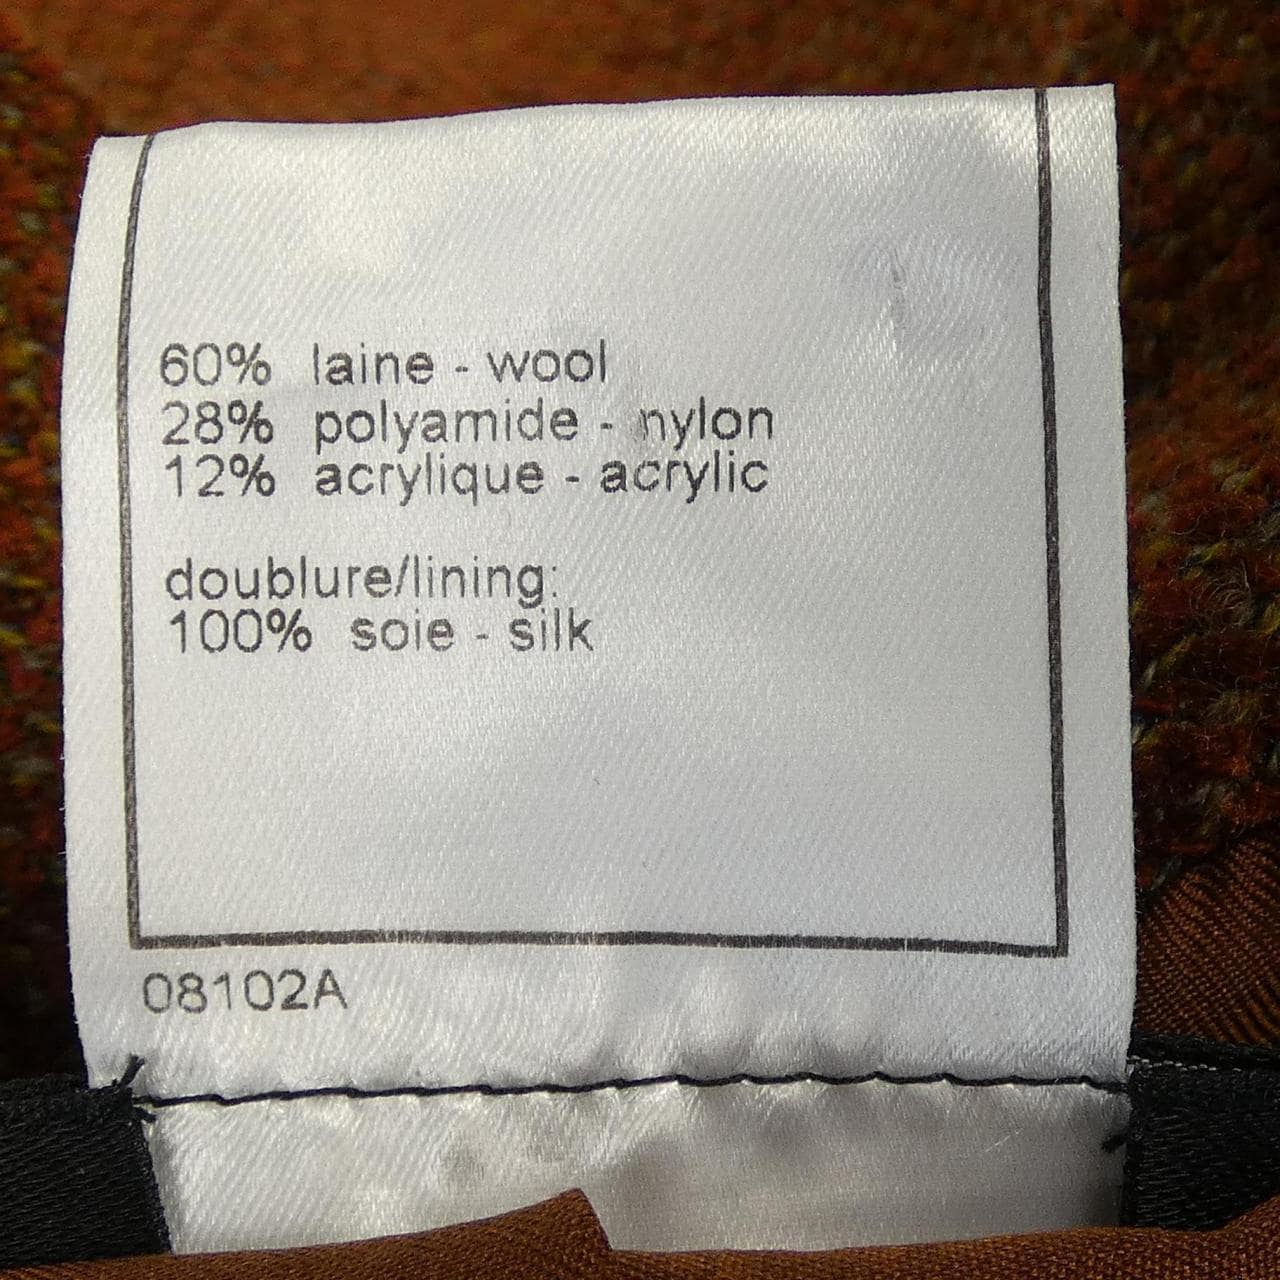 60% laine - wool
28% polyamide - nylon
12% acrylique - acrylic
doublure/lining:
100% soie - silk
08102A